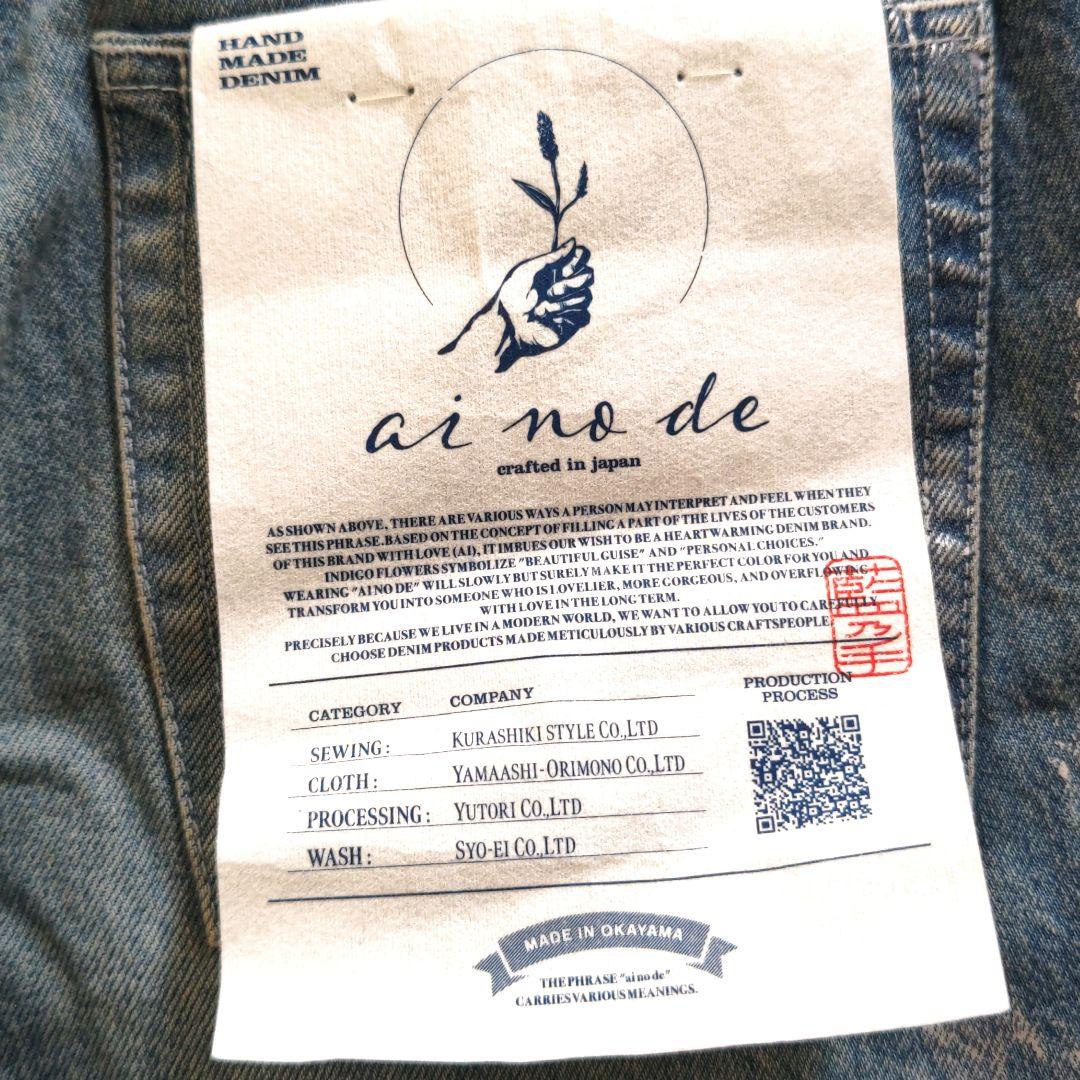 HAND
MADE
DENIM
ai no de
crafted in japan
AS SHOWN ABOVE, THERE ARE VARIOUS WAYS A PERSON MAY INTERPRET AND FEEL WHEN THEY
SEE THIS PHRASE. BASED ON THE CONCEPT OF FILLING A PART OF THE LIVES OF THE CUSTOMERS
OF THIS BRAND WITH LOVE (AI), IT IMBUES OUR WISH TO BE A HEARTWARMING DENIM BRAND.
INDIGO FLOWERS SYMBOLIZE "BEAUTIFUL GUISE" AND "PERSONAL CHOICES."
WEARING "AI NO DE" WILL SLOWLY BUT SURELY MAKE IT THE PERFECT COLOR FOR YOU AND
TRANSFORM YOU INTO SOMEONE WHO IS LOVELIER, MORE GORGEOUS, AND OVERFLOWING
WITH LOVE IN THE LONG TERM.
PRECISELY BECAUSE WE LIVE IN A MODERN WORLD, WE WANT TO ALLOW YOU TO CAREFULLY
CHOOSE DENIM PRODUCTS MADE METICULOUSLY BY VARIOUS CRAFTSPEOPLE.
藍乃手
CATEGORY COMPANY
SEWING: KURASHIKI STYLE CO.,LTD
CLOTH: YAMAASHI-ORIMONO CO.,LTD
PROCESSING: YUTORI CO.,LTD
WASH: SYO-EI CO.,LTD
PRODUCTION
PROCESS
MADE IN OKAYAMA
THE PHRASE "ai no de"
CARRIES VARIOUS MEANINGS.